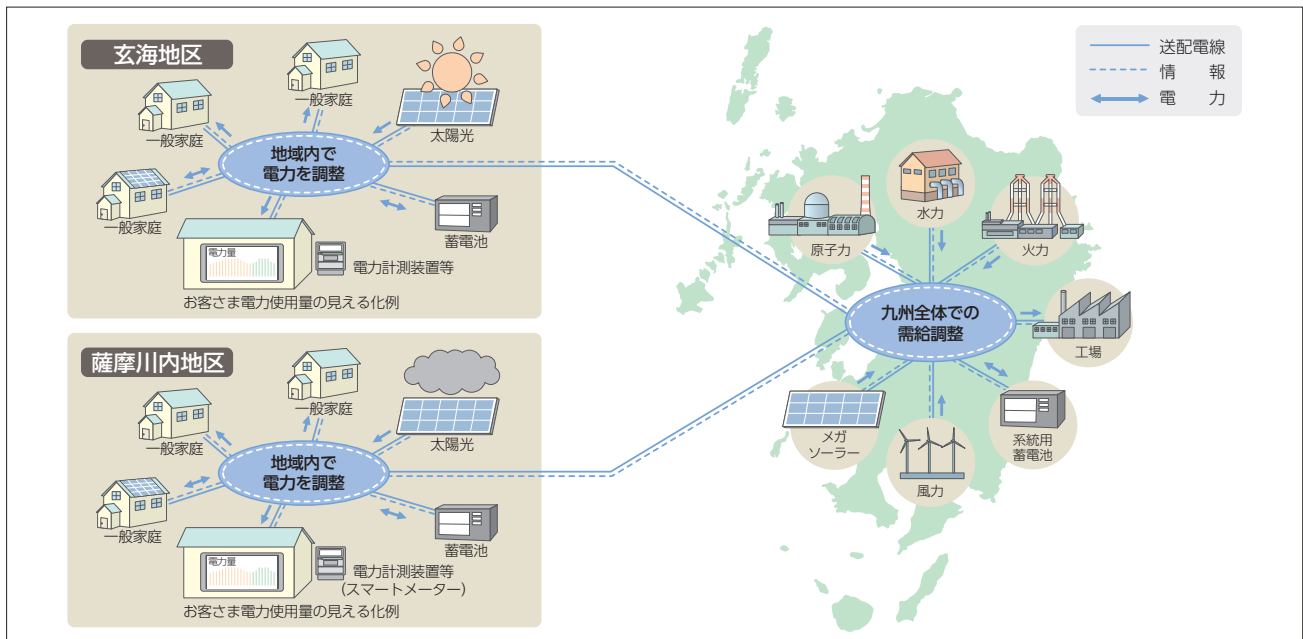 玄海地区
一般家庭
一般家庭
太陽光
地域内で
電力を調整
一般家庭
蓄電池
電力量
電力計測装置等
お客さま電力使用量の見える化例
薩摩川内地区
一般家庭
一般家庭
太陽光
地域内で
電力を調整
一般家庭
蓄電池
電力量
電力計測装置等
(スマートメーター)
お客さま電力使用量の見える化例
送配電線
情　報
電　力
水力
原子力
火力
九州全体での
需給調整
工場
メガ
ソーラー
風力
系統用
蓄電池